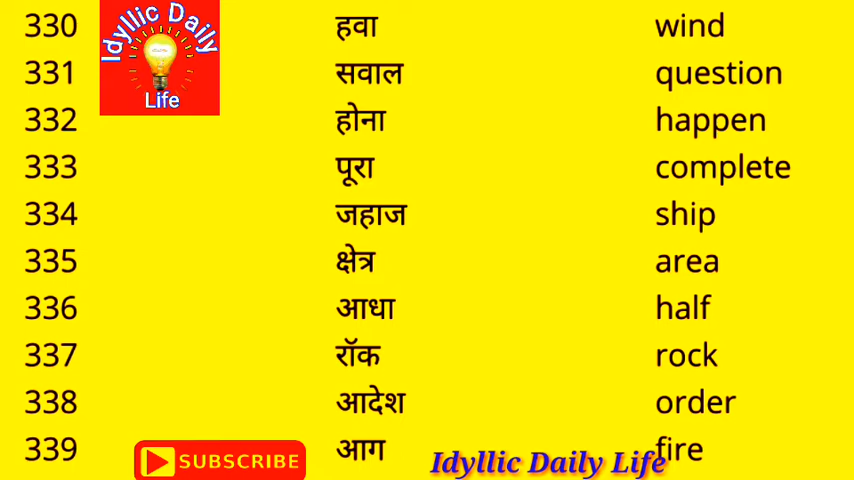 330 हवा wind
Idyllic Daily
Life
331 सवाल question
332 होना happen
333 पूरा complete
334 जहाज ship
335 क्षेत्र area
336 आधा half
337 रॉक rock
338 आदेश order
339 आग fire
SUBSCRIBE
Idyllic Daily Life